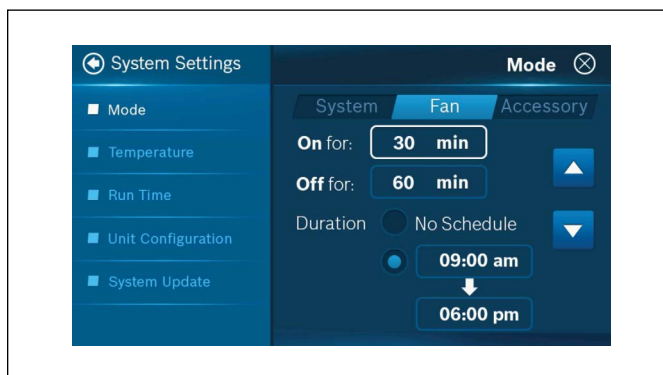 System Settings
Mode
Temperature
Run Time
Unit Configuration
System Update
Mode
System Fan Accessory
On for: 30 min
Off for: 60 min
Duration No Schedule
09:00 am
06:00 pm